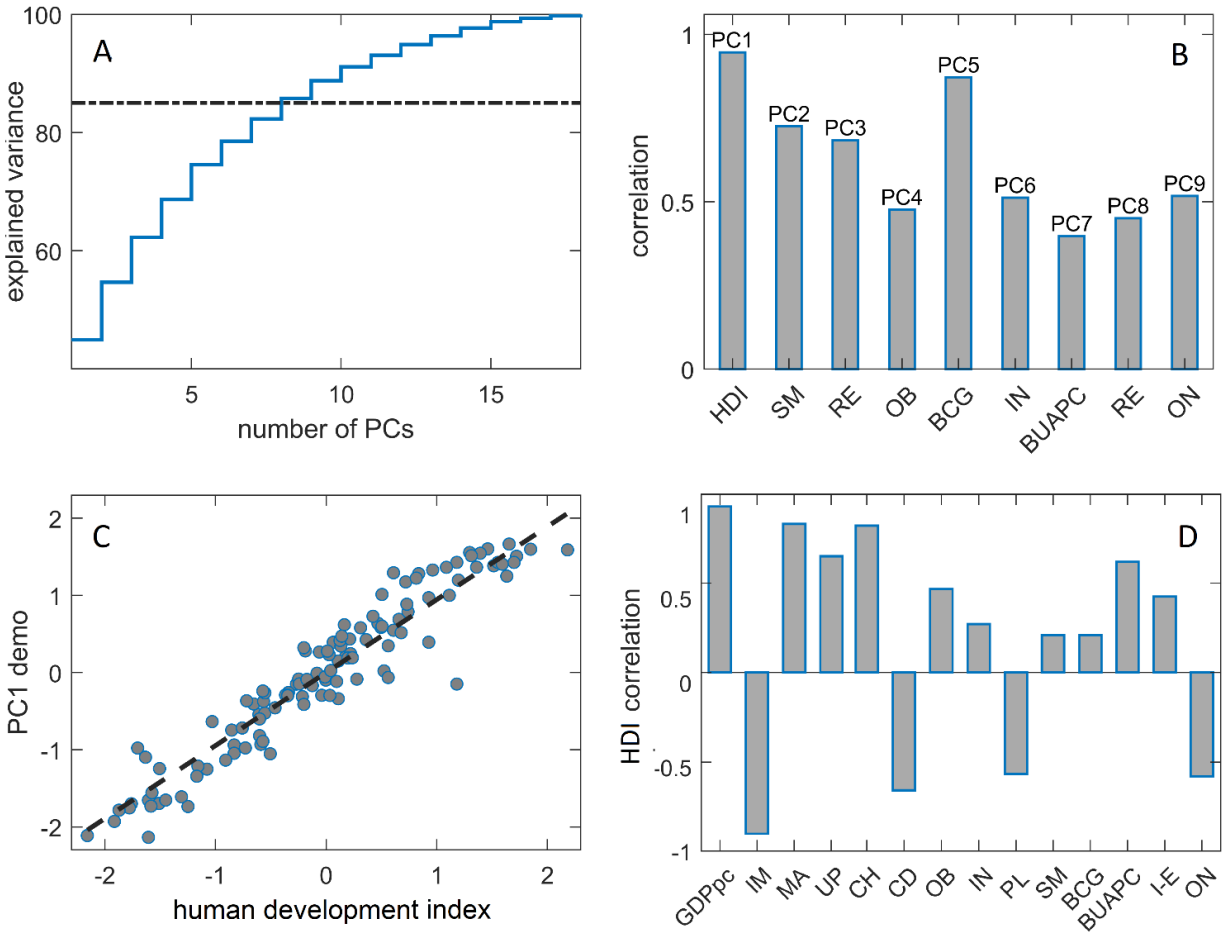 A
100
80
60
explained variance
5
10
15
number of PCs
B
1
0.5
0
correlation
PC1
PC2
PC3
PC4
PC5
PC6
PC7
PC8
PC9
HDI
SM
RE
OB
BCG
IN
BUAPC
RE
ON
C
2
1
0
-1
-2
PC1 demo
-2
-1
0
1
2
human development index
D
1
0.5
0
-0.5
-1
HDI correlation
GDPpc
IM
MA
UP
CH
CD
OB
IN
PL
SM
BCG
BUAPC
I-E
ON